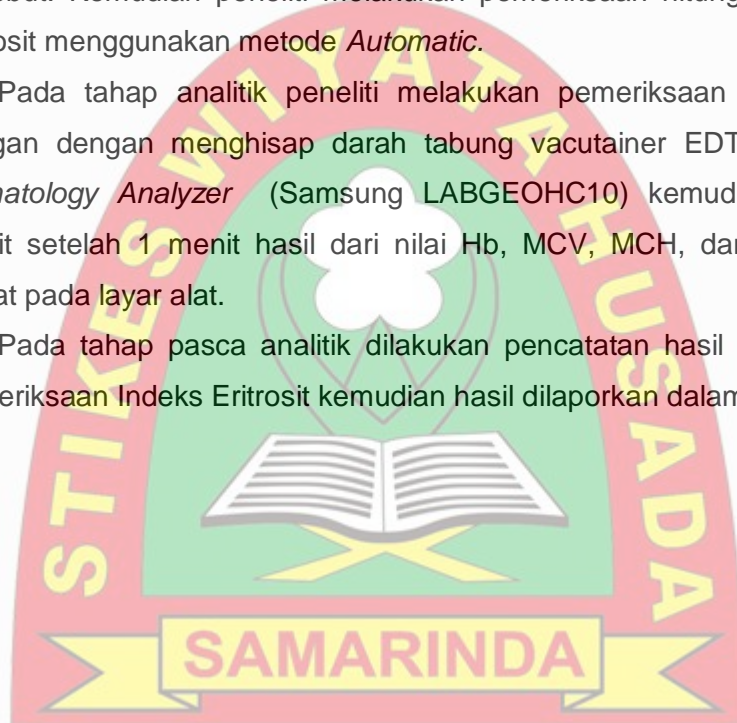 Kemudian peneliti melakukan pemeriksaan
osit menggunakan metode Automatic.
Pada tahap analitik peneliti melakukan pemeriksaan
gan dengan menghisap darah tabung vacutainer EDT
natology Analyzer (Samsung LABGEOHC10) kemud
it setelah 1 menit hasil dari nilai Hb, MCV, MCH, dar
at pada layar alat.
Pada tahap pasca analitik dilakukan pencatatan hasil
eriksaan Indeks Eritrosit kemudian hasil dilaporkan dalam
STIKES WIYATA HUSADA
SAMARINDA